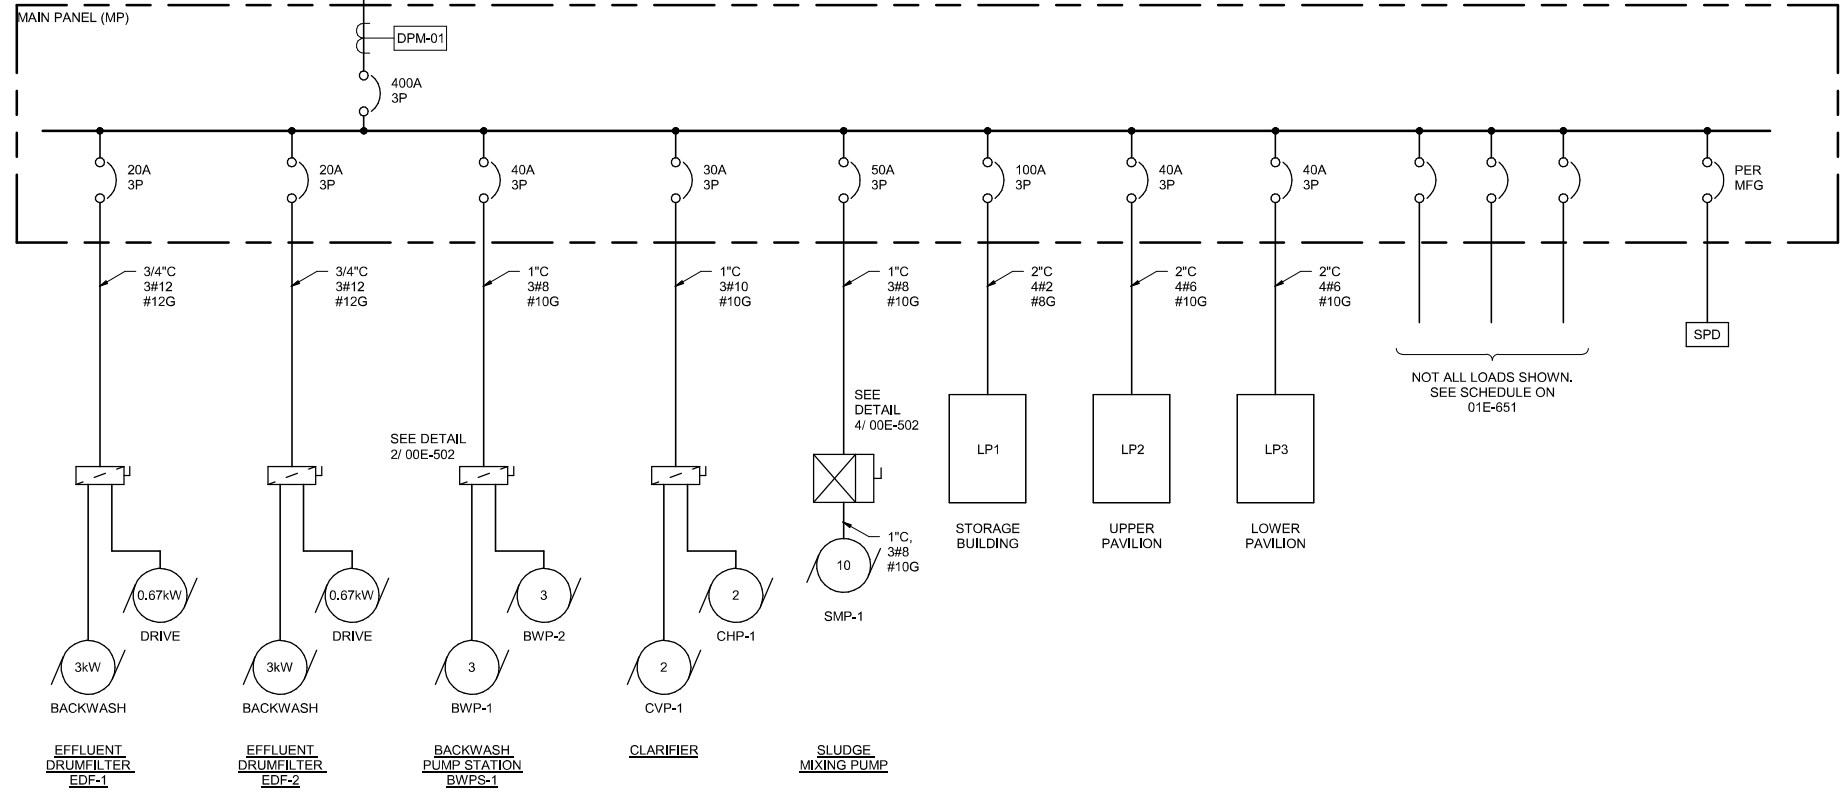 MAIN PANEL (MP)
DPM-01
400A
3P
20A
3P
20A
3P
40A
3P
30A
3P
50A
3P
100A
3P
40A
3P
40A
3P
PER
MFG
3/4"C
3#12
#12G
3/4"C
3#12
#12G
1"C
3#8
#10G
1"C
3#10
#10G
1"C
3#8
#10G
2"C
4#2
#8G
2"C
4#6
#10G
2"C
4#6
#10G
SPD
NOT ALL LOADS SHOWN.
SEE SCHEDULE ON
01E-651
SEE DETAIL
2/ 00E-502
SEE
DETAIL
4/ 00E-502
LP1
LP2
LP3
STORAGE
BUILDING
UPPER
PAVILION
LOWER
PAVILION
1"C,
3#8
#10G
10
SMP-1
0.67kW
DRIVE
3kW
BACKWASH
0.67kW
DRIVE
3kW
BACKWASH
3
BWP-2
3
BWP-1
2
CHP-1
2
CVP-1
EFFLUENT
DRUMFILTER
EDF-1
EFFLUENT
DRUMFILTER
EDF-2
BACKWASH
PUMP STATION
BWPS-1
CLARIFIER
SLUDGE
MIXING PUMP